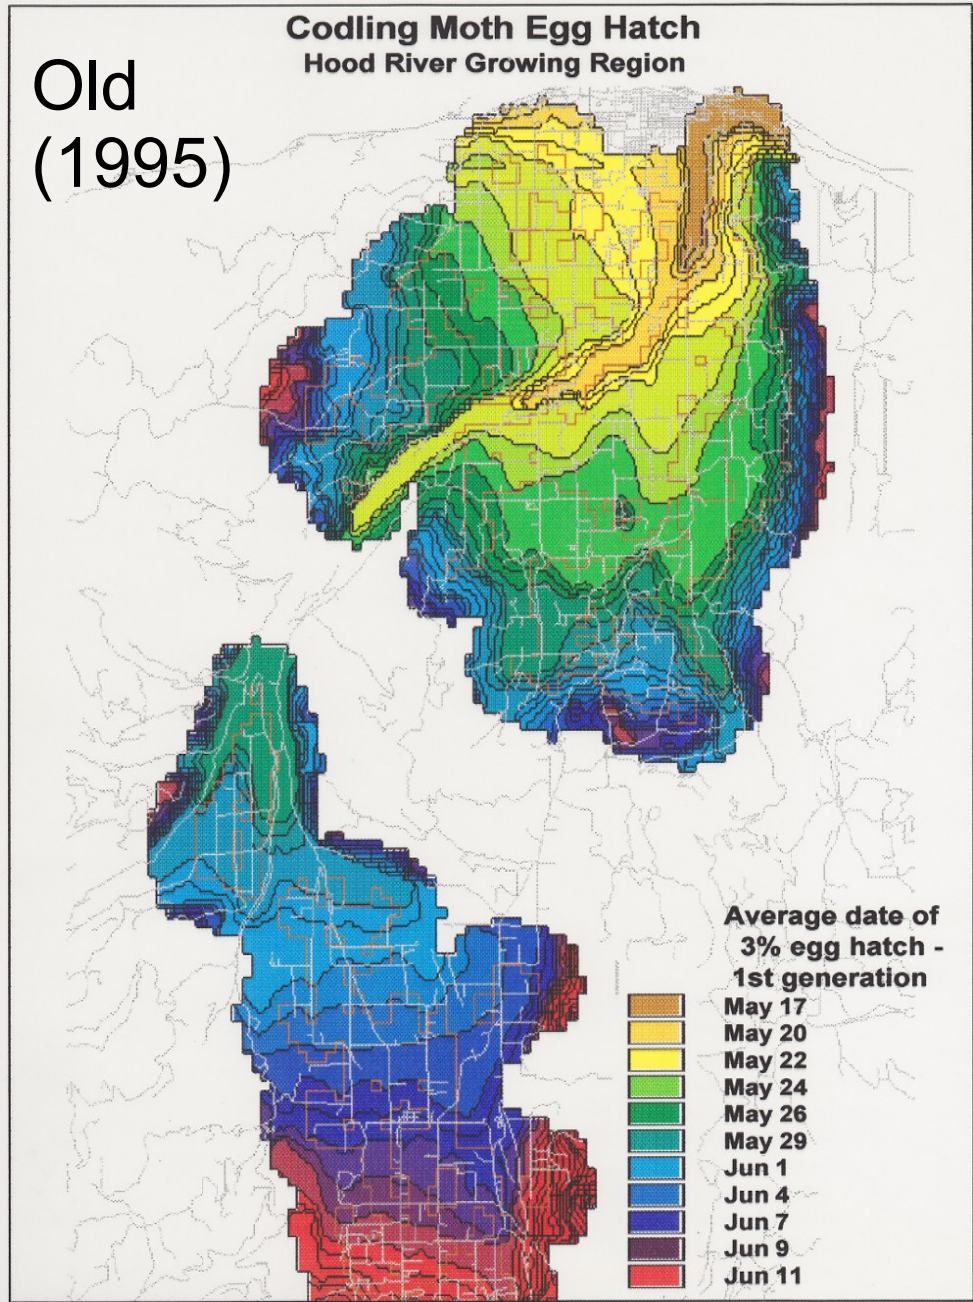 Codling Moth Egg Hatch
Hood River Growing Region
Old
(1995)
Average date of
3% egg hatch -
1st generation
May 17
May 20
May 22
May 24
May 26
May 29
Jun 1
Jun 4
Jun 7
Jun 9
Jun 11